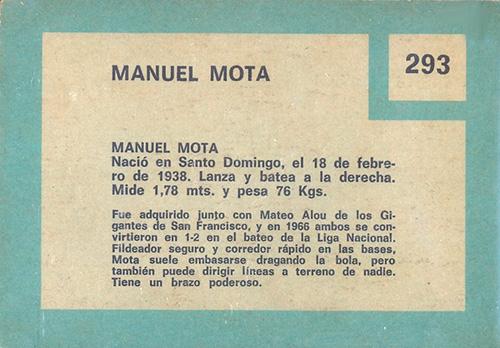 MANUEL MOTA
293
MANUEL MOTA
Nació en Santo Domingo, el 18 de febre-
ro de 1938. Lanza y batea a la derecha.
Mide 1,78 mts. y pesa 76 Kgs.
Fue adquirido junto con Mateo Alou de los Gi-
gantes de San Francisco, y en 1966 ambos se con-
virtieron en 1-2 en el bateo de la Liga Nacional.
Fildeador seguro y corredor rápido en las bases,
Mota suele embasarse dragando la bola, pero
también puede dirigir líneas a terreno de nadie.
Tiene un brazo poderoso.